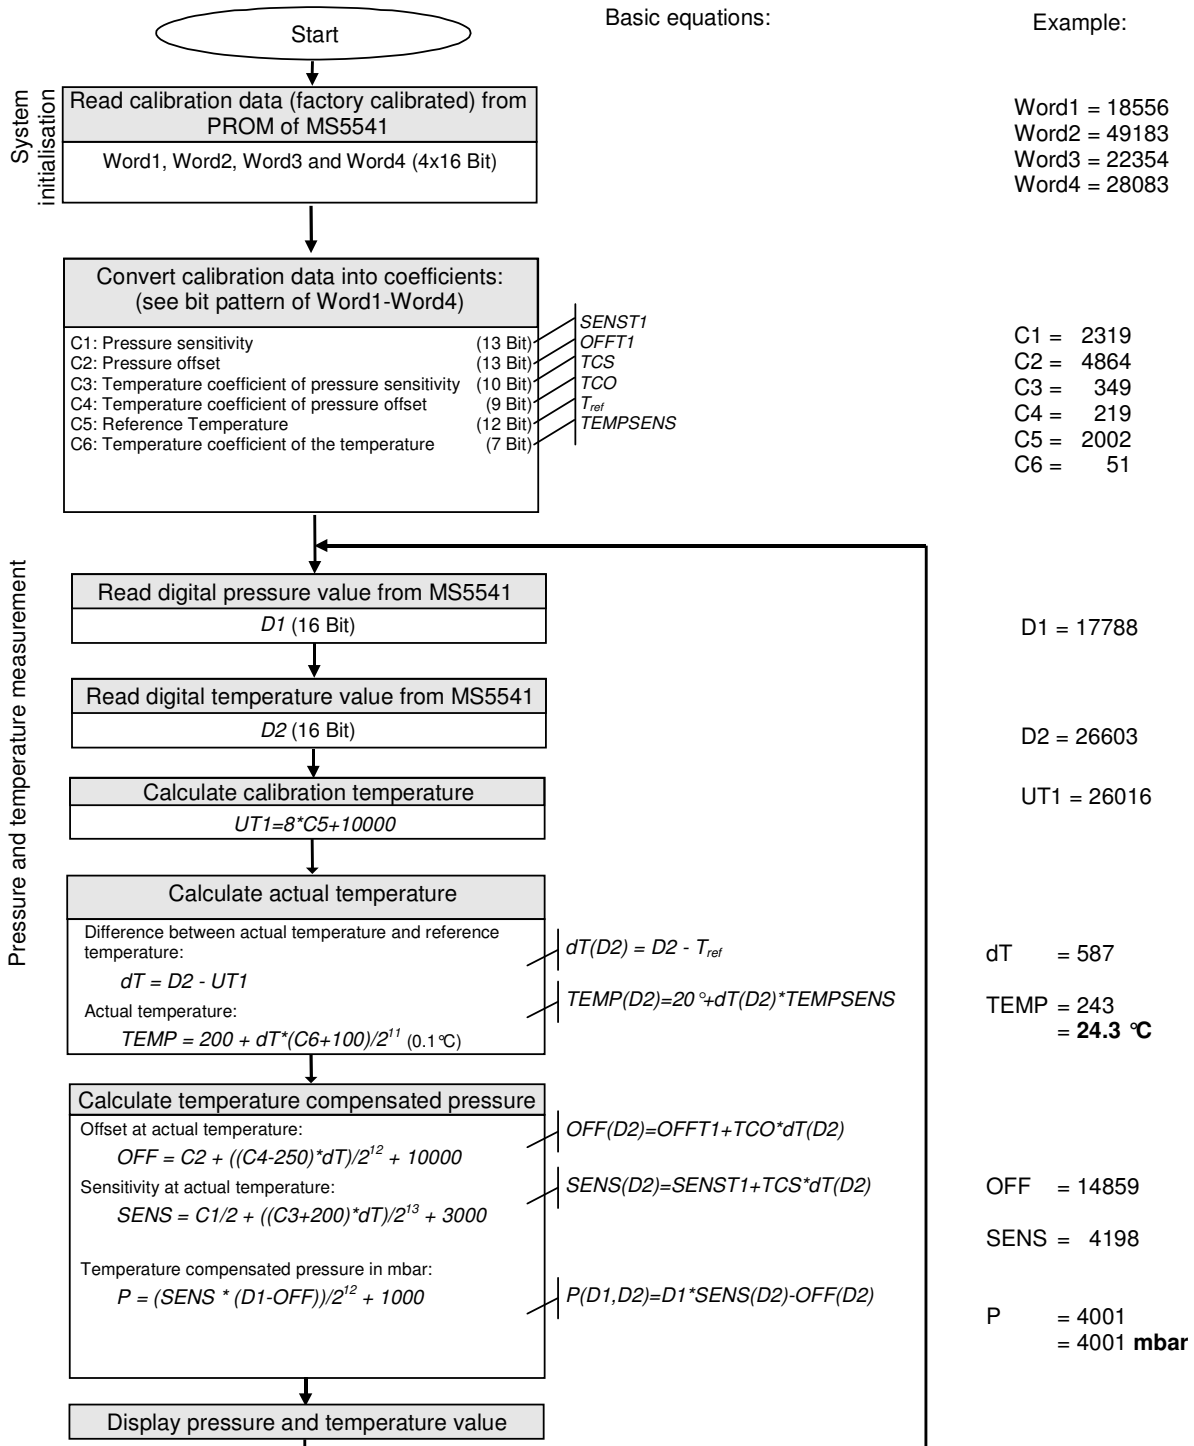 Basic equations:
Example:
Start
System
initialisation
Read calibration data (factory calibrated) from
PROM of MS5541
Word1, Word2, Word3 and Word4 (4x16 Bit)
Word1 = 18556
Word2 = 49183
Word3 = 22354
Word4 = 28083
Convert calibration data into coefficients:
(see bit pattern of Word1-Word4)
C1: Pressure sensitivity (13 Bit) SENST1
C2: Pressure offset (13 Bit) OFFT1
C3: Temperature coefficient of pressure sensitivity (10 Bit) TCS
C4: Temperature coefficient of pressure offset (9 Bit) TCO
C5: Reference Temperature (12 Bit) Tref
C6: Temperature coefficient of the temperature (7 Bit) TEMPSENS
C1 = 2319
C2 = 4864
C3 = 349
C4 = 219
C5 = 2002
C6 = 51
Pressure and temperature measurement
Read digital pressure value from MS5541
D1 (16 Bit)
D1 = 17788
Read digital temperature value from MS5541
D2 (16 Bit)
D2 = 26603
Calculate calibration temperature
UT1=8*C5+10000
UT1 = 26016
Calculate actual temperature
Difference between actual temperature and reference
temperature:
dT = D2 - UT1
dT(D2) = D2 - Tref
dT = 587
Actual temperature:
TEMP = 200 + dT*(C6+100)/2^11 (0.1°C)
TEMP(D2)=20°+dT(D2)*TEMPSENS
TEMP = 243
= 24.3 °C
Calculate temperature compensated pressure
Offset at actual temperature:
OFF = C2 + ((C4-250)*dT)/2^12 + 10000
OFF(D2)=OFFT1+TCO*dT(D2)
OFF = 14859
Sensitivity at actual temperature:
SENS = C1/2 + ((C3+200)*dT)/2^13 + 3000
SENS(D2)=SENST1+TCS*dT(D2)
SENS = 4198
Temperature compensated pressure in mbar:
P = (SENS * (D1-OFF))/2^12 + 1000
P(D1,D2)=D1*SENS(D2)-OFF(D2)
P = 4001
= 4001 mbar
Display pressure and temperature value